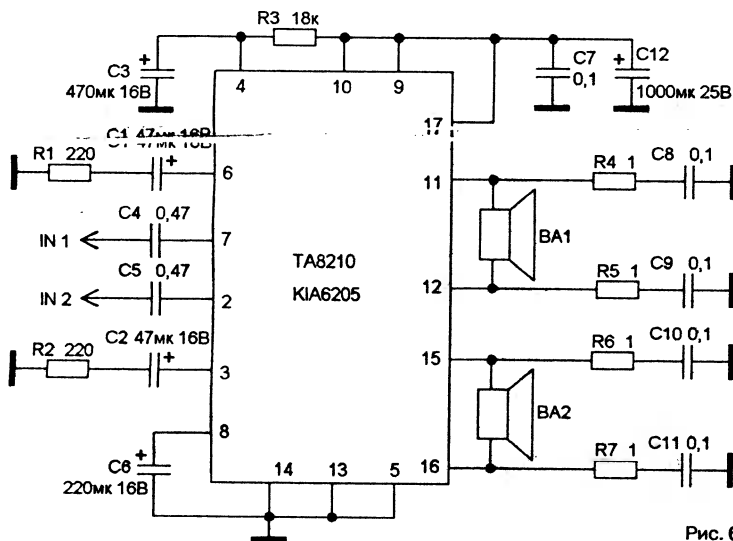 R3 18к
C3
470мк 16В
4
10
9
C7
0,1
C12
1000мк 25В
17
C1 47мк 16В
R1 220
6
C4 0,47
IN 1
7
C5 0,47
IN 2
2
C2 47мк 16В
R2 220
3
8
C6
220мк 16В
14
13
5
TA8210
KIA6205
11
R4 1
C8
0,1
BA1
12
R5 1
C9
0,1
15
R6 1
C10 0,1
BA2
16
R7 1
C11 0,1
Рис. 6